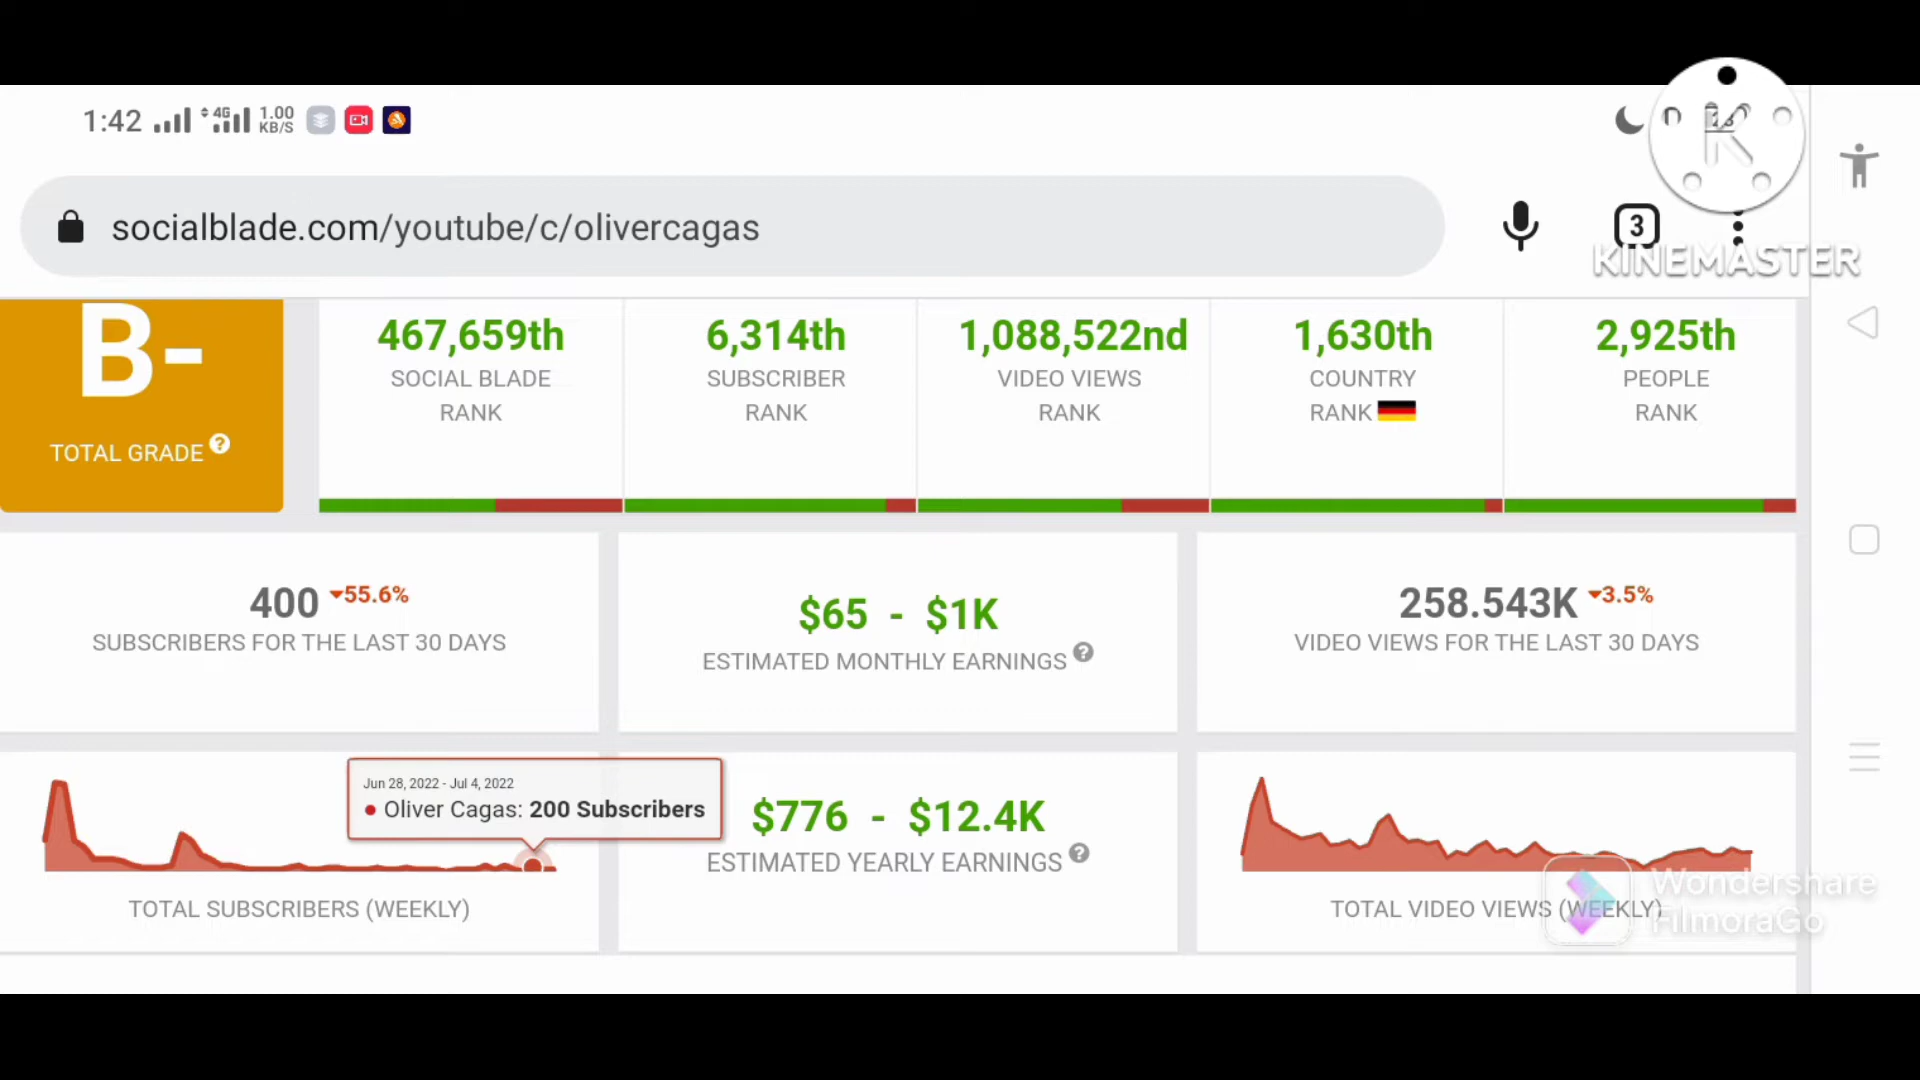 1:42 4G 1.00 KB/S
socialblade.com/youtube/c/olivercagas
3
KINEMASTER
B-
TOTAL GRADE ?
467,659th
SOCIAL BLADE
RANK
6,314th
SUBSCRIBER
RANK
1,088,522nd
VIDEO VIEWS
RANK
1,630th
COUNTRY
RANK
2,925th
PEOPLE
RANK
400 55.6%
SUBSCRIBERS FOR THE LAST 30 DAYS
$65 - $1K
ESTIMATED MONTHLY EARNINGS ?
258.543K 3.5%
VIDEO VIEWS FOR THE LAST 30 DAYS
Jun 28, 2022 - Jul 4, 2022
Oliver Cagas: 200 Subscribers
TOTAL SUBSCRIBERS (WEEKLY)
$776 - $12.4K
ESTIMATED YEARLY EARNINGS ?
TOTAL VIDEO VIEWS (WEEKLY)
Wondershare
FilmoraGo